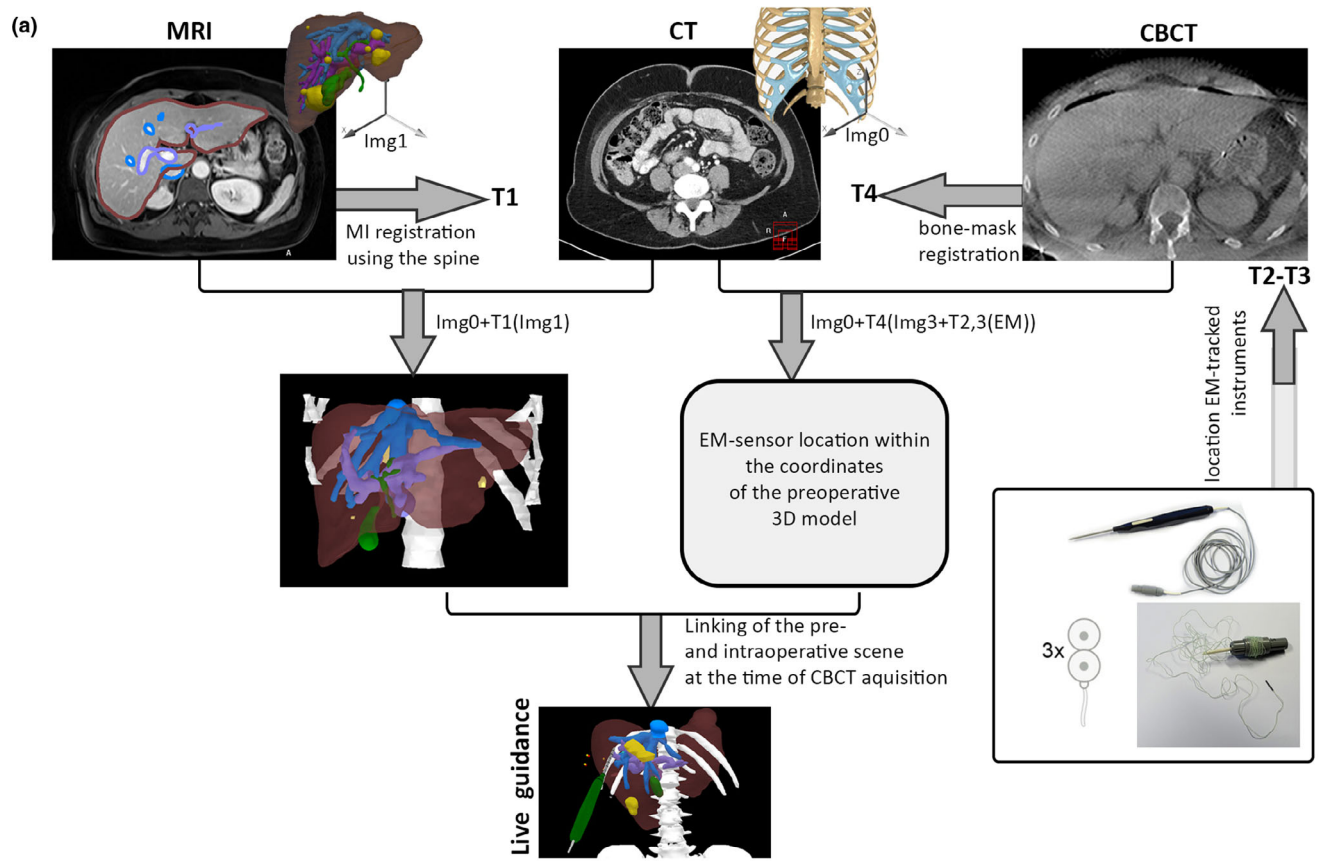 (a)
MRI
CT
CBCT
Img1
Img0
A
A
T1
T4
MI registration
using the spine
bone-mask
registration
T2-T3
Img0+T1(Img1)
Img0+T4(Img3+T2,3(EM))
location EM-tracked
instruments
EM-sensor location within
the coordinates
of the preoperative
3D model
3x
Linking of the pre-
and intraoperative scene
at the time of CBCT aquisition
Live guidance